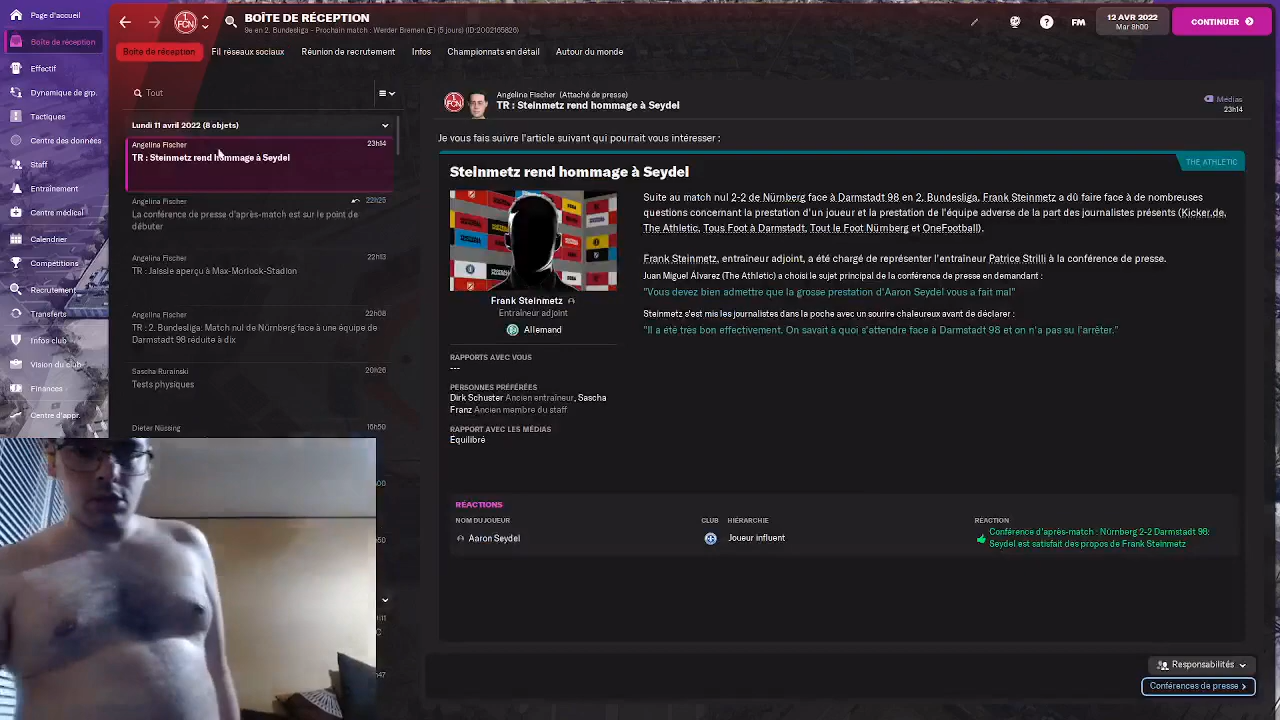 Page d'accueil
Boîte de réception
Effectif
Dynamique de grp.
Tactiques
Centre des données
Staff
Entraînement
Centre médical
Calendrier
Compétitions
Recrutement
Transferts
Infos club
Vision du club
Finances
Centre d'appr.
BOÎTE DE RÉCEPTION
9e en 2. Bundesliga - Prochain match : Werder Bremen (E) (5 jours) (ID:2002165826)
FM
12 AVR 2022
Mar 8h00
CONTINUER
Boîte de réception
Fil réseaux sociaux
Réunion de recrutement
Infos
Championnats en détail
Autour du monde
Tout
Lundi 11 avril 2022 (8 objets)
Angelina Fischer
23h14
TR : Steinmetz rend hommage à Seydel
Angelina Fischer
22h25
La conférence de presse d'après-match est sur le point de
débuter
Angelina Fischer
22h13
TR : Jaissle aperçu à Max-Morlock-Stadion
Angelina Fischer
22h08
TR : 2. Bundesliga: Match nul de Nürnberg face à une équipe de
Darmstadt 98 réduite à dix
Sascha Rurainski
20h26
Tests physiques
Dieter Nüssing
16h50
Angelina Fischer (Attaché de presse)
TR : Steinmetz rend hommage à Seydel
Médias
23h14
Je vous fais suivre l'article suivant qui pourrait vous intéresser :
THE ATHLETIC
Steinmetz rend hommage à Seydel
Frank Steinmetz
Entraîneur adjoint
Allemand
RAPPORTS AVEC VOUS
---
PERSONNES PRÉFÉRÉES
Dirk Schuster Ancien entraîneur, Sascha
Franz Ancien membre du staff
RAPPORT AVEC LES MÉDIAS
Equilibré
Suite au match nul 2-2 de Nürnberg face à Darmstadt 98 en 2. Bundesliga, Frank Steinmetz a dû faire face à de nombreuses
questions concernant la prestation d'un joueur et la prestation de l'équipe adverse de la part des journalistes présents (Kicker.de,
The Athletic, Tous Foot à Darmstadt, Tout le Foot Nürnberg et OneFootball).
Frank Steinmetz, entraîneur adjoint, a été chargé de représenter l'entraîneur Patrice Strilli à la conférence de presse.
Juan Miguel Álvarez (The Athletic) a choisi le sujet principal de la conférence de presse en demandant :
"Vous devez bien admettre que la grosse prestation d'Aaron Seydel vous a fait mal"
Steinmetz s'est mis les journalistes dans la poche avec un sourire chaleureux avant de déclarer :
"Il a été très bon effectivement. On savait à quoi s'attendre face à Darmstadt 98 et on n'a pas su l'arrêter."
RÉACTIONS
NOM DU JOUEUR
CLUB
HIÉRARCHIE
RÉACTION
Aaron Seydel
Joueur influent
Conférence d'après-match : Nürnberg 2-2 Darmstadt 98:
Seydel est satisfait des propos de Frank Steinmetz
Responsabilités
Conférences de presse